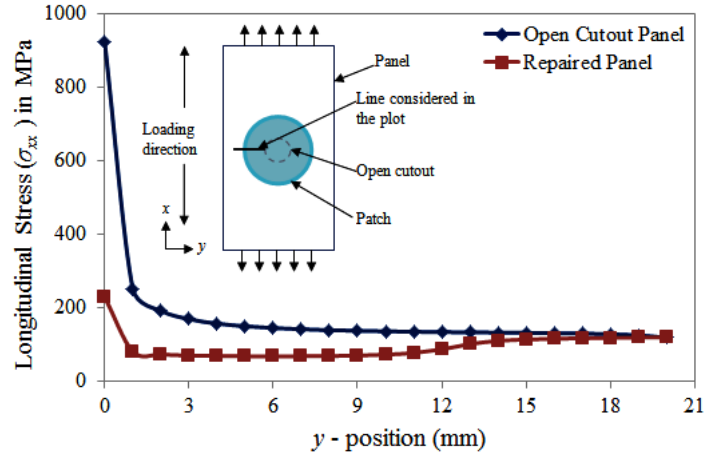 Longitudinal Stress (σxx) in MPa
1000
800
600
400
200
0
Open Cutout Panel
Repaired Panel
Panel
Line considered in
the plot
Loading
direction
Open cutout
Patch
x
y
0
3
6
9
12
15
18
21
y - position (mm)